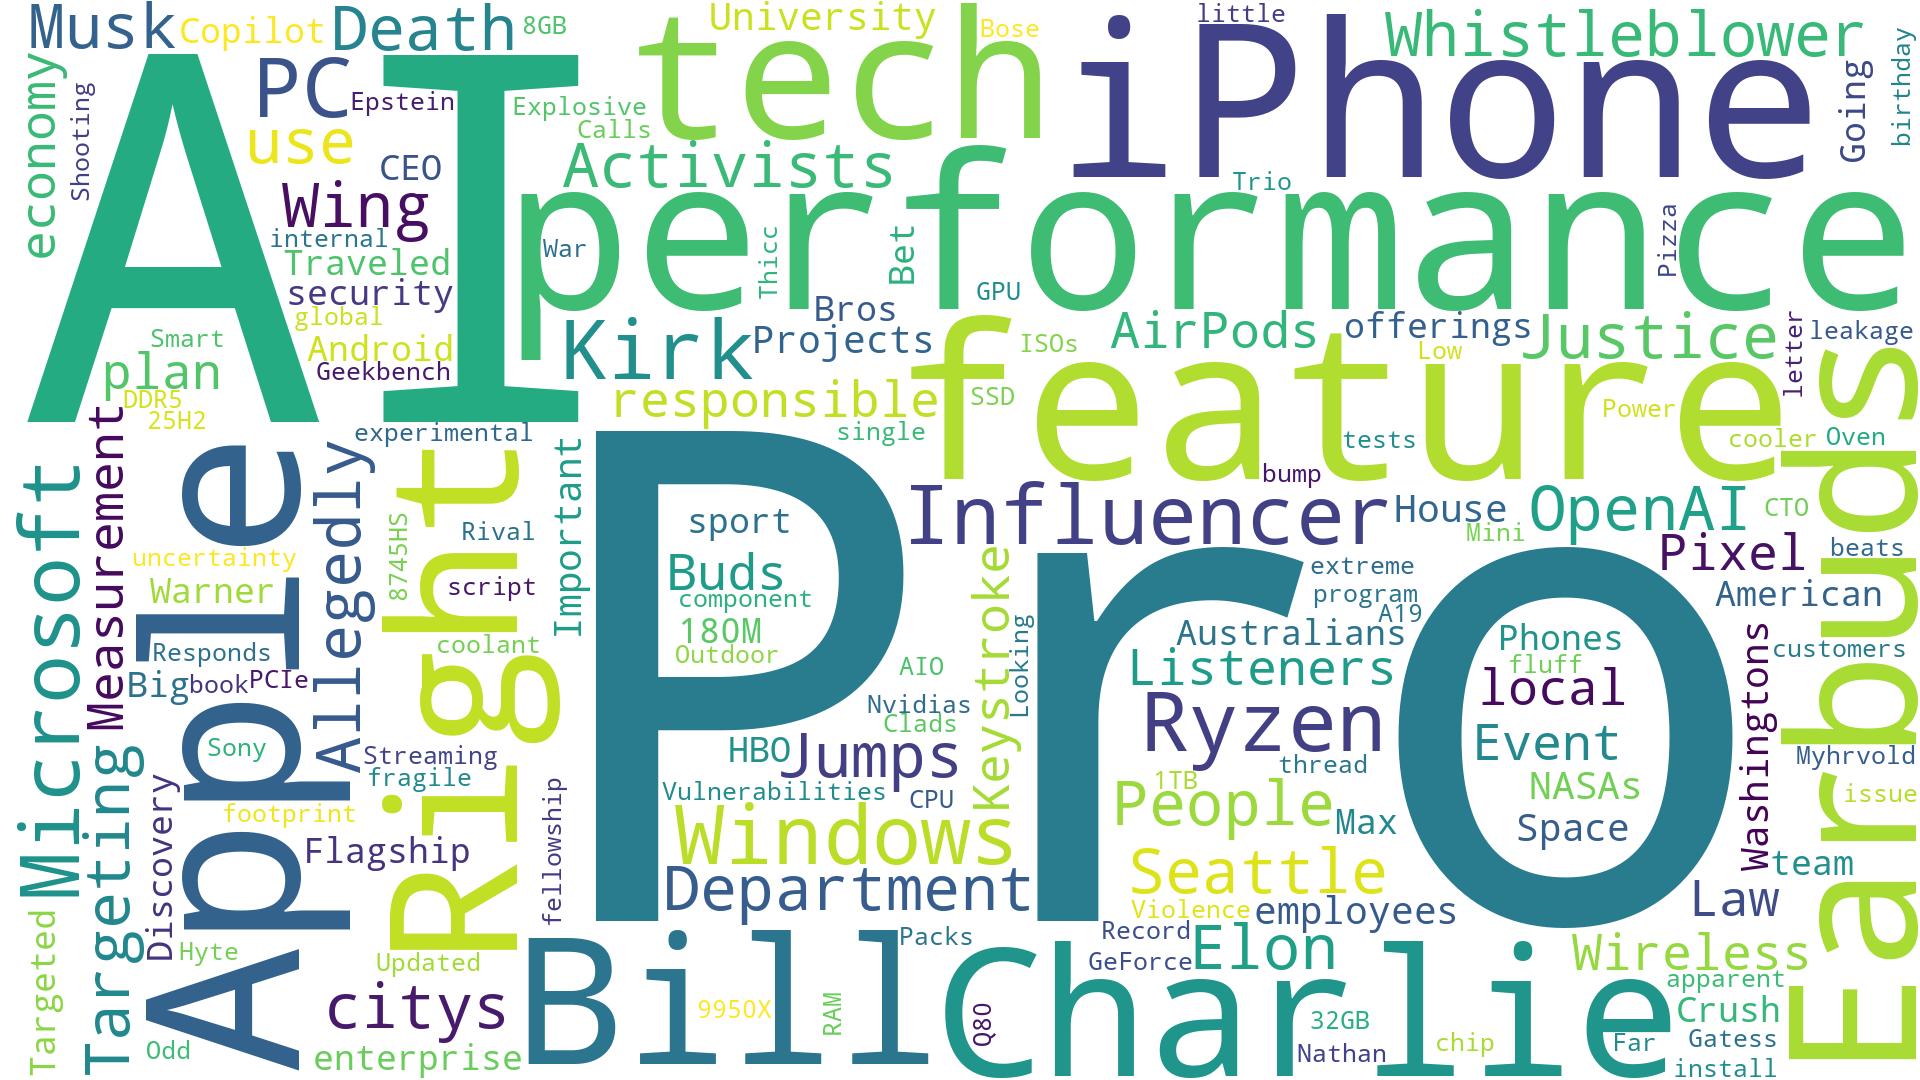 Musk
Copilot
Death
8GB
University
Bose
little
Whistleblower
economy
Shooting
AI
PC
Epstein
use
CEO
Wing
internal
Traveled
security
global
Android
Geekbench
Smart
plan
DDR5
25H2
Explosive
Calls
tech
iPhone
Going
birthday
Activists
Trio
performance
War
Thicc
Bet
GPU
Pizza
Bros
Kirk
Projects
ISOs
AirPods
offerings
Low
Justice
letter
leakage
responsible
SSD
feature
Power
single
tests
cooler
Oven
bump
experimental
Microsoft
Measurement
Apple
Allegedly
Right
Important
8745HS
Rival
script
coolant
uncertainty
Warner
Responds
Big
book
PCIe
Sony
Streaming
fragile
footprint
Flagship
Targeting
Discovery
Targeted
Hyte
Odd
Updated
citys
enterprise
fellowship
Pro
sport
Buds
component
180M
Outdoor
AIO
Nvidias
Clads
HBO
Jumps
Vulnerabilities
CPU
Windows
Department
Keystroke
Looking
Influencer
House
Mini
OpenAI
CTO
Pixel
beats
American
extreme
program
A19
Australians
Listeners
Ryzen
thread
1TB
People
Max
Seattle
Violence
employees
Phones
fluff
local
Event
NASAs
Space
Washingtons
customers
Myhrvold
issue
team
Law
Earbuds
Bill
Packs
9950X
RAM
Charlie
Q80
Record
GeForce
Elon
32GB
Nathan
chip
Far
Wireless
apparent
Crush
Gatess
install